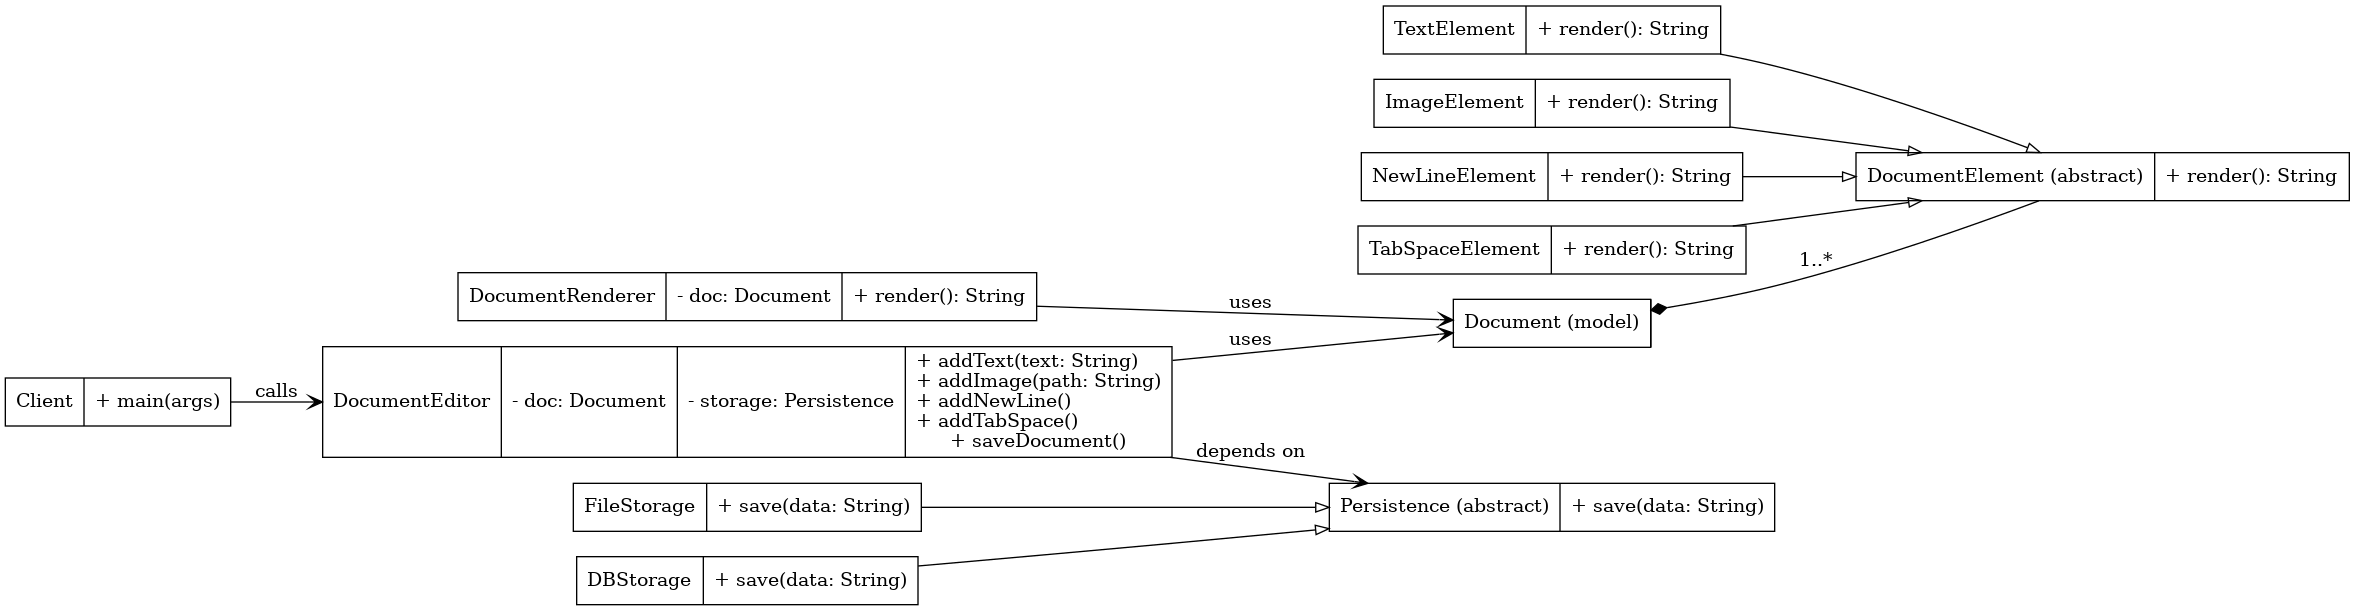 TextElement
+ render(): String
ImageElement
+ render(): String
NewLineElement
+ render(): String
DocumentElement (abstract)
+ render(): String
TabSpaceElement
+ render(): String
1..*
DocumentRenderer
- doc: Document
+ render(): String
uses
Document (model)
uses
Client
+ main(args)
calls
DocumentEditor
- doc: Document
- storage: Persistence
+ addText(text: String)
+ addImage(path: String)
+ addNewLine()
+ addTabSpace()
+ saveDocument()
depends on
FileStorage
+ save(data: String)
Persistence (abstract)
+ save(data: String)
DBStorage
+ save(data: String)